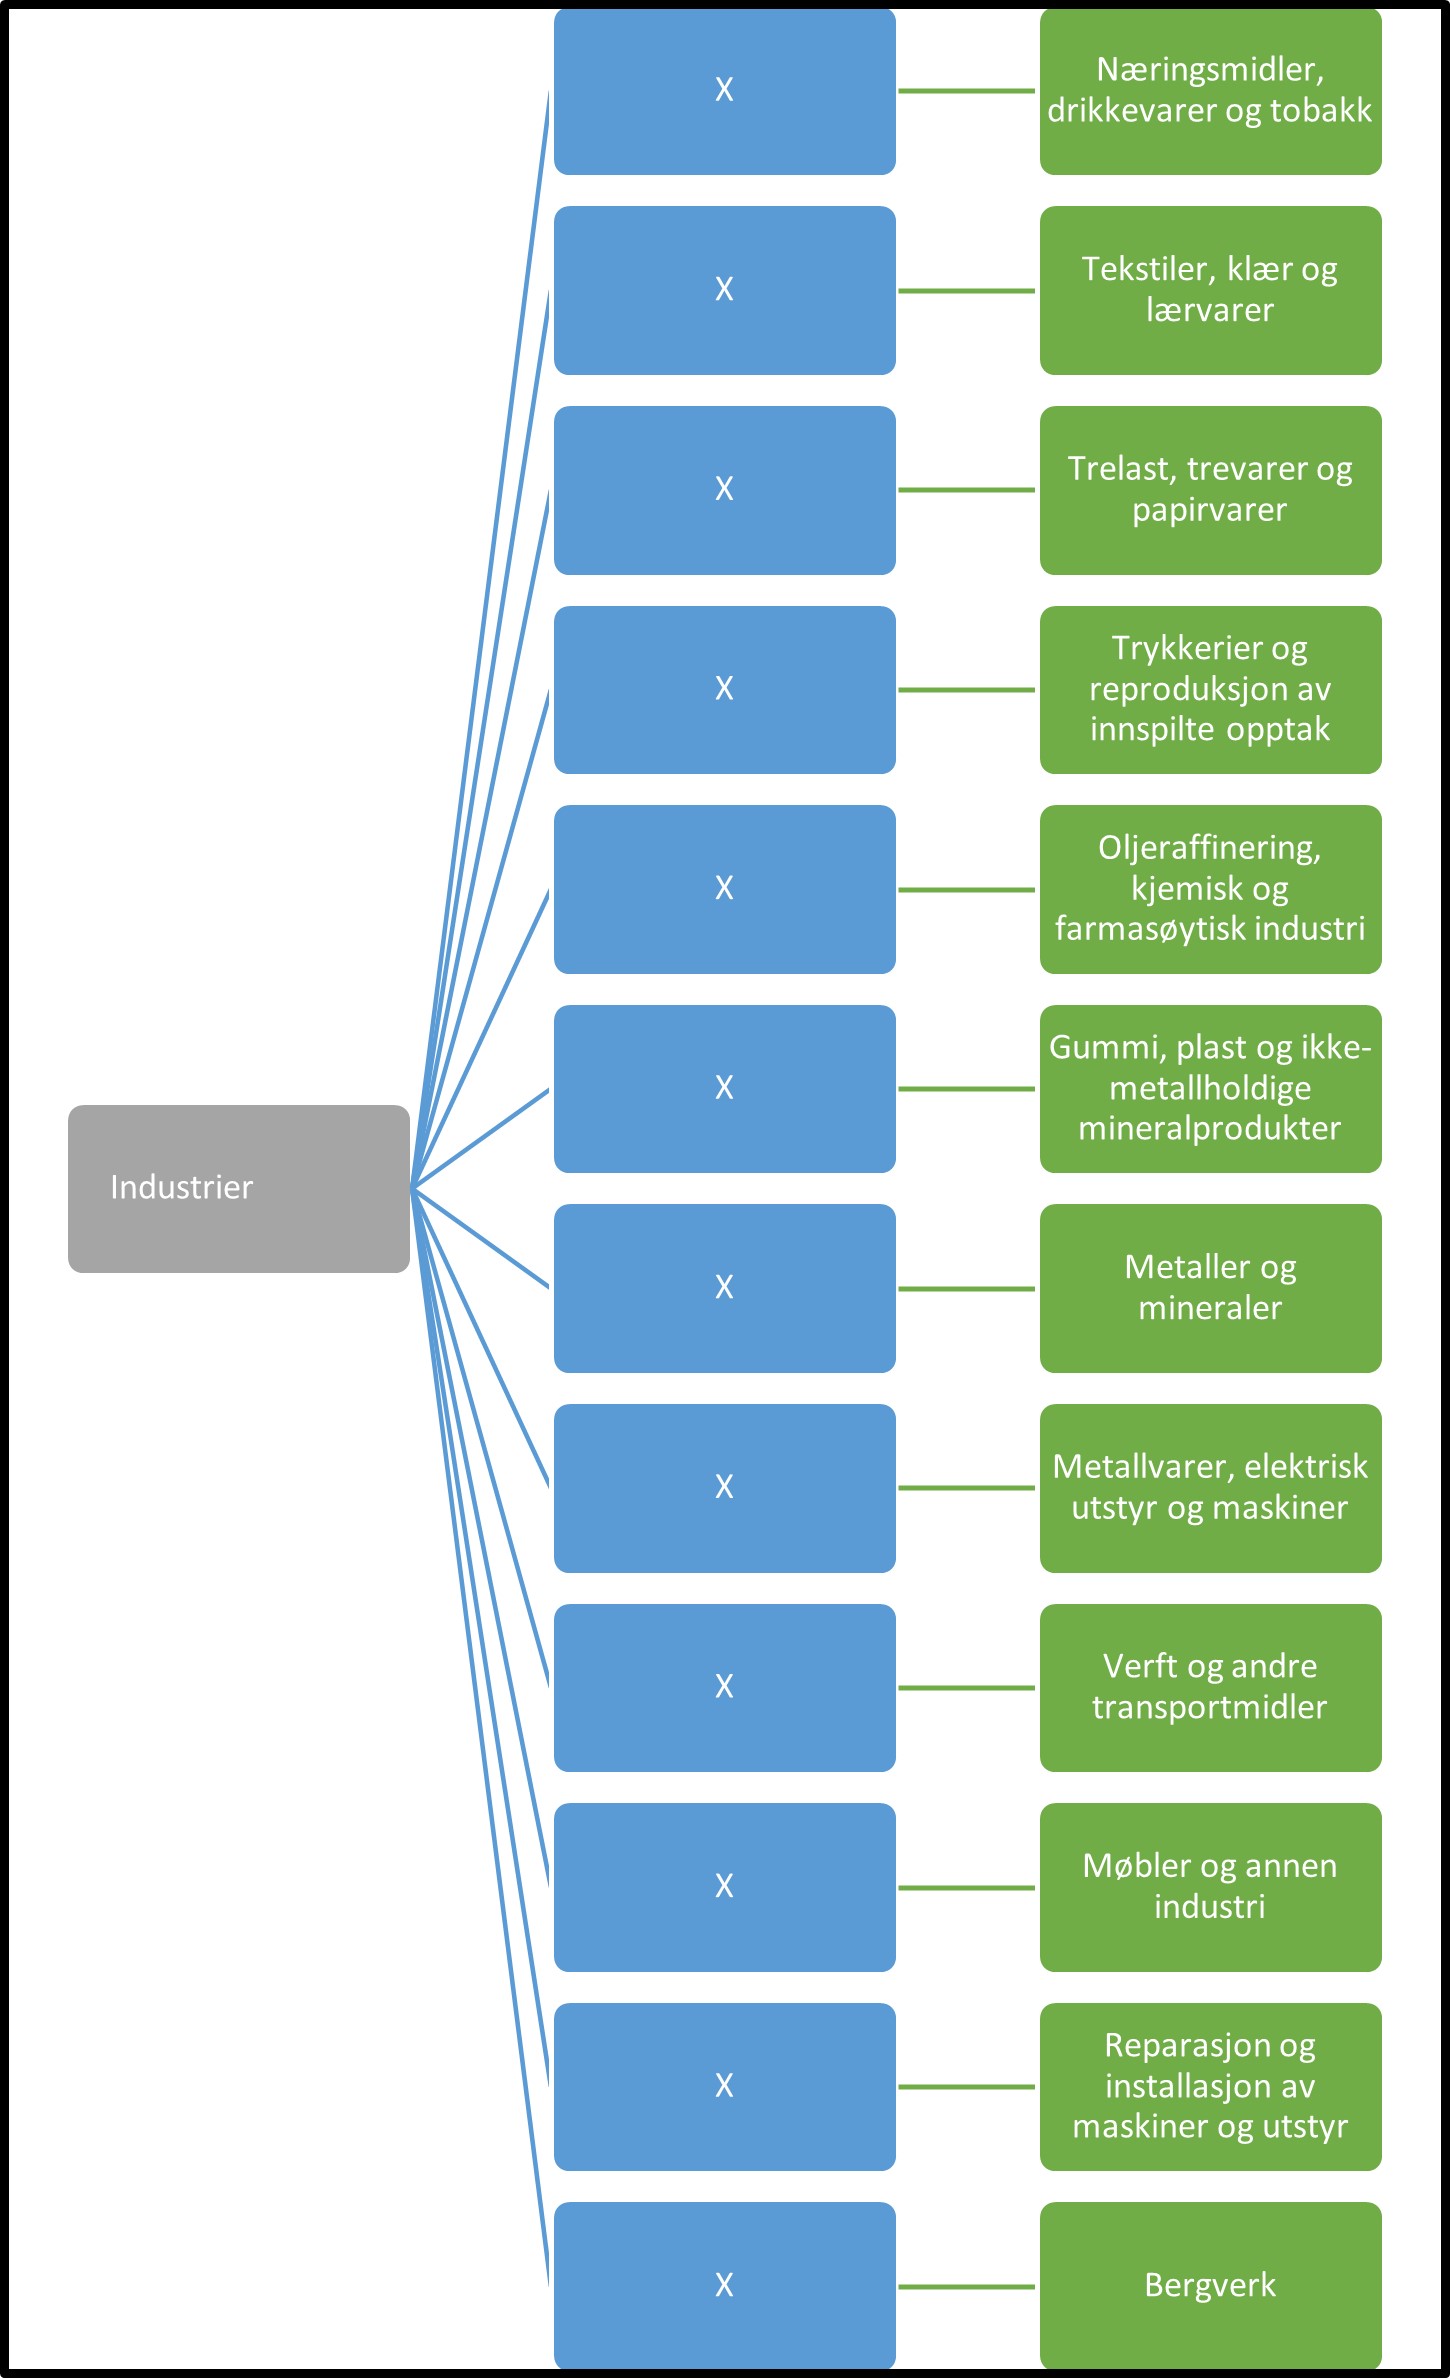 X
Næringsmidler,
drikkevarer og tobakk
X
Tekstiler, klær og
lærvarer
X
Trelast, trevarer og
papirvarer
X
Trykkerier og
reproduksjon av
innspilte opptak
X
Oljeraffinering,
kjemisk og
farmasøytisk industri
X
Gummi, plast og ikke-
metallholdige
mineralprodukter
Industrier
X
Metaller og
mineraler
X
Metallvarer, elektrisk
utstyr og maskiner
X
Verft og andre
transportmidler
X
Møbler og annen
industri
X
Reparasjon og
installasjon av
maskiner og utstyr
X
Bergverk